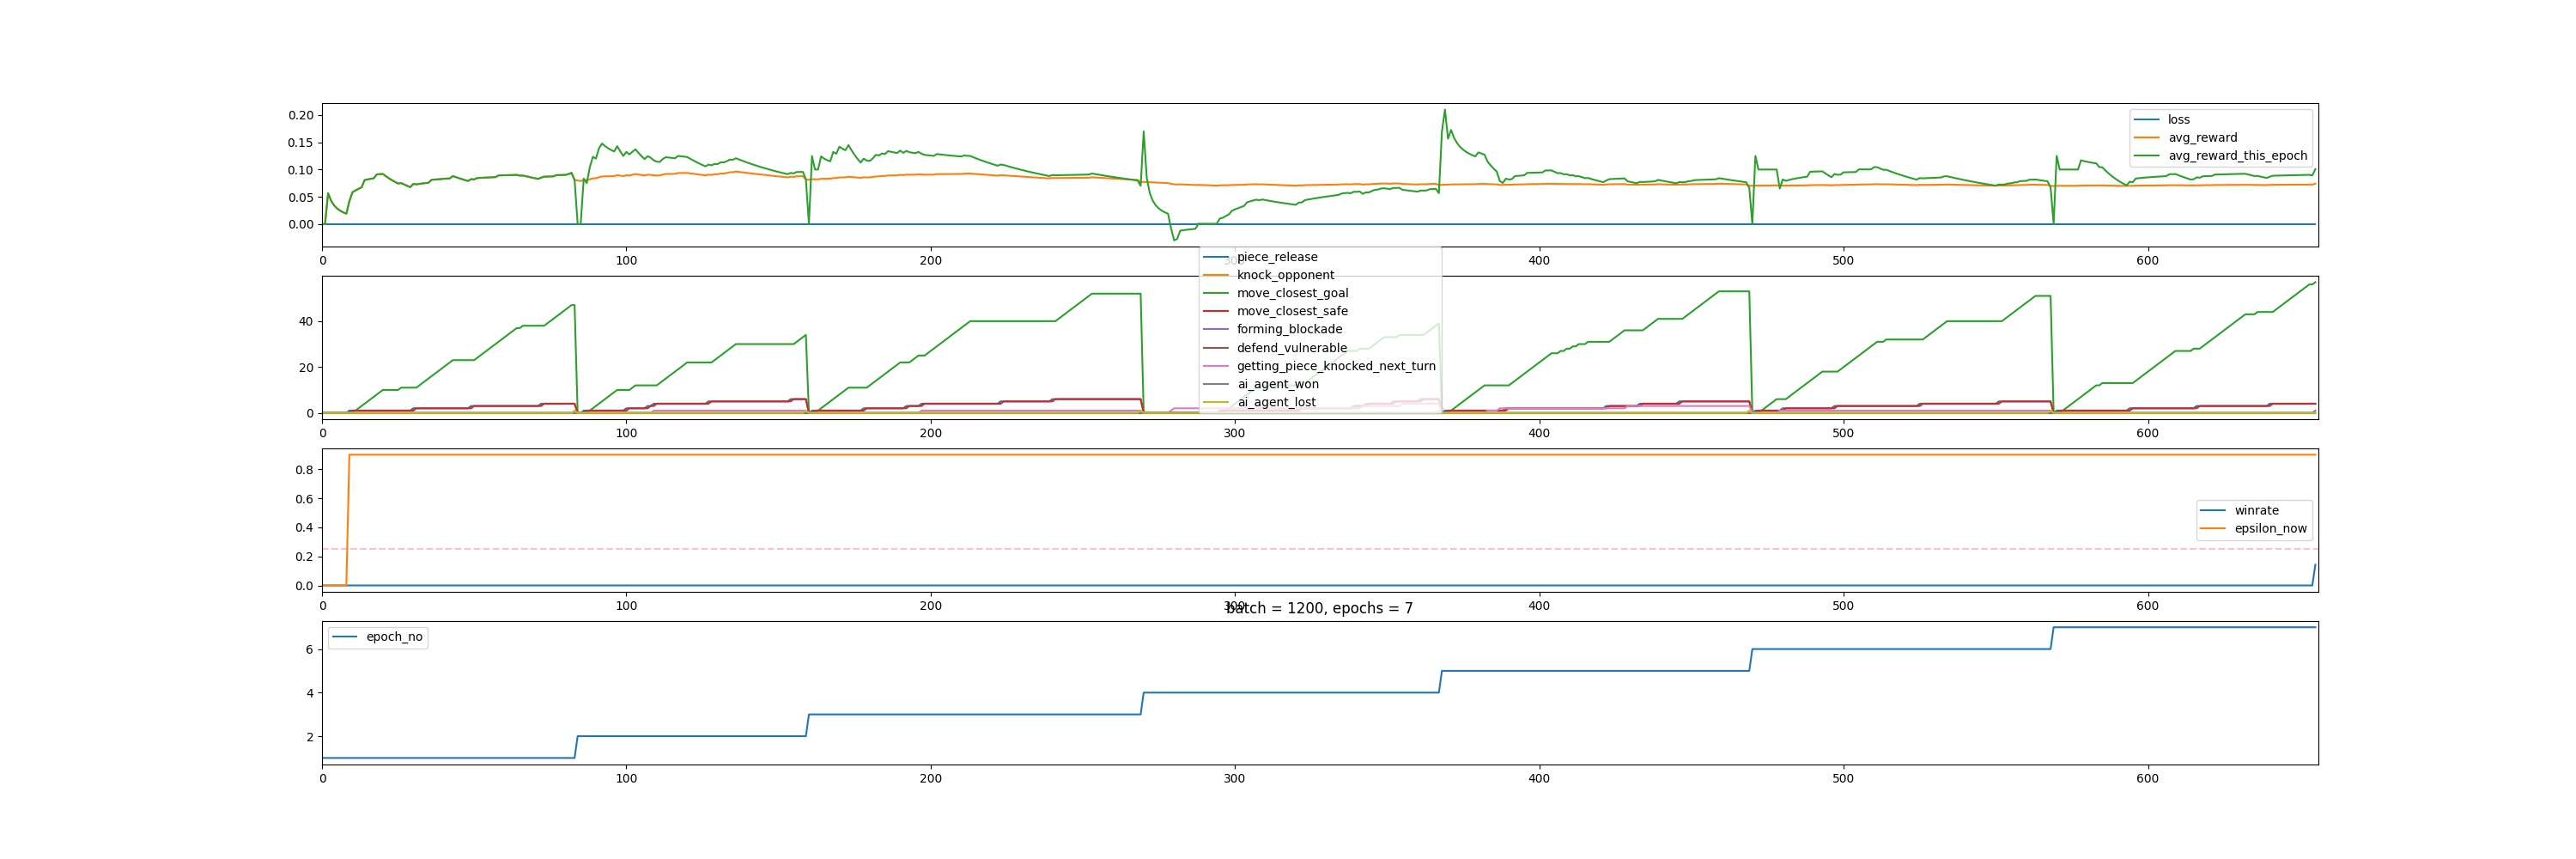 0.20
0.15
0.10
0.05
0.00
loss
avg_reward
avg_reward_this_epoch
0 100 200 300 400 500 600
40
20
0
piece_release
knock_opponent
move_closest_goal
move_closest_safe
forming_blockade
defend_vulnerable
getting_piece_knocked_next_turn
ai_agent_won
ai_agent_lost
0 100 200 300 400 500 600
0.8
0.6
0.4
0.2
0.0
winrate
epsilon_now
0 100 200 300 400 500 600
batch = 1200, epochs = 7
6
4
2
epoch_no
0 100 200 300 400 500 600